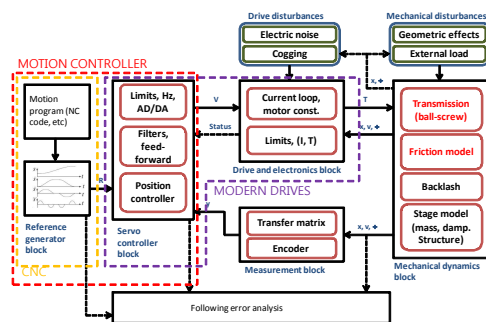 Drive disturbances
Mechanical disturbances
Electric noise
Cogging
Geometric effects
External load
MOTION CONTROLLER
Motion
program (NC
code, etc)
Limits, Hz,
AD/DA
Filters,
feed-
forward
Position
controller
V
Status
R
Current loop,
motor const.
Limits, (I, T)
Drive and electronics block
T
Transmission
(ball-screw)
Friction model
Backlash
Stage model
(mass, damp.
Structure)
Mechanical dynamics
block
MODERN DRIVES
Reference
generator
block
CNC
Servo
controller
block
Transfer matrix
Encoder
Measurement block
Following error analysis